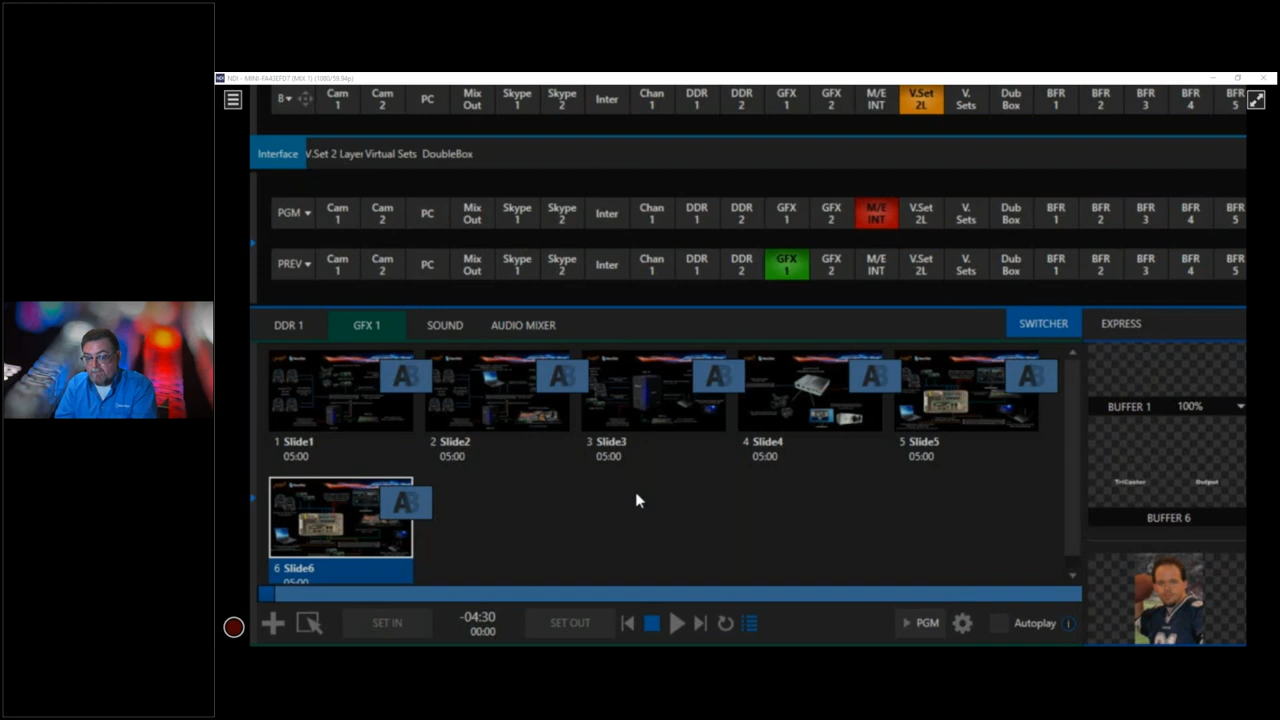 NDI - MINI-FA43EFD7 (MIX 1) (1080/59.94p)
B Cam 1 Cam 2 PC Mix Out Skype 1 Skype 2 Inter Chan 1 DDR 1 DDR 2 GFX 1 GFX 2 M/E INT V.Set 2L V. Sets Dub Box BFR 1 BFR 2 BFR 3 BFR 4 BFR 5
Interface V.Set 2 Layer Virtual Sets DoubleBox
PGM Cam 1 Cam 2 PC Mix Out Skype 1 Skype 2 Inter Chan 1 DDR 1 DDR 2 GFX 1 GFX 2 M/E INT V.Set 2L V. Sets Dub Box BFR 1 BFR 2 BFR 3 BFR 4 BFR 5
PREV Cam 1 Cam 2 PC Mix Out Skype 1 Skype 2 Inter Chan 1 DDR 1 DDR 2 GFX 1 GFX 2 M/E INT V.Set 2L V. Sets Dub Box BFR 1 BFR 2 BFR 3 BFR 4 BFR 5
DDR 1 GFX 1 SOUND AUDIO MIXER SWITCHER EXPRESS
AB AB AB AB AB
1 Slide1 2 Slide2 3 Slide3 4 Slide4 5 Slide5
05:00 05:00 05:00 05:00 05:00
BUFFER 1 100%
TriCaster Output
BUFFER 6
AB
6 Slide6
05:00
SET IN -04:30 SET OUT PGM Autoplay
00:00